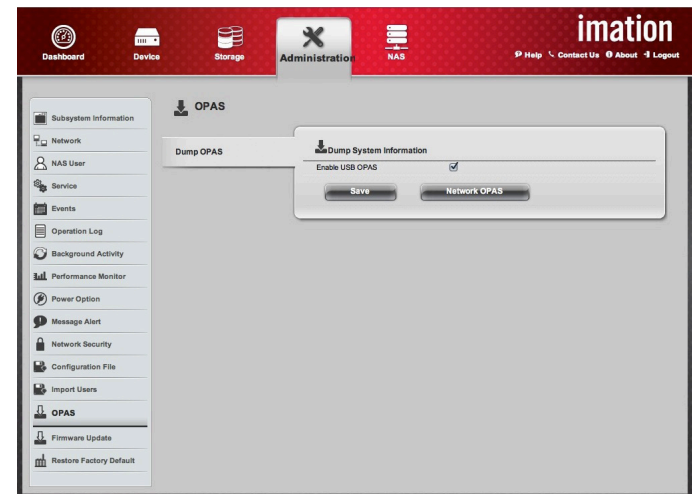 imation
Dashboard
Device
Storage
Administration
NAS
Help Contact Us About Logout
Subsystem Information
Network
NAS User
Service
Events
Operation Log
Background Activity
Performance Monitor
Power Option
Message Alert
Network Security
Configuration File
Import Users
OPAS
Firmware Update
Restore Factory Default
OPAS
Dump OPAS
Dump System Information
Enable USB OPAS
Save
Network OPAS